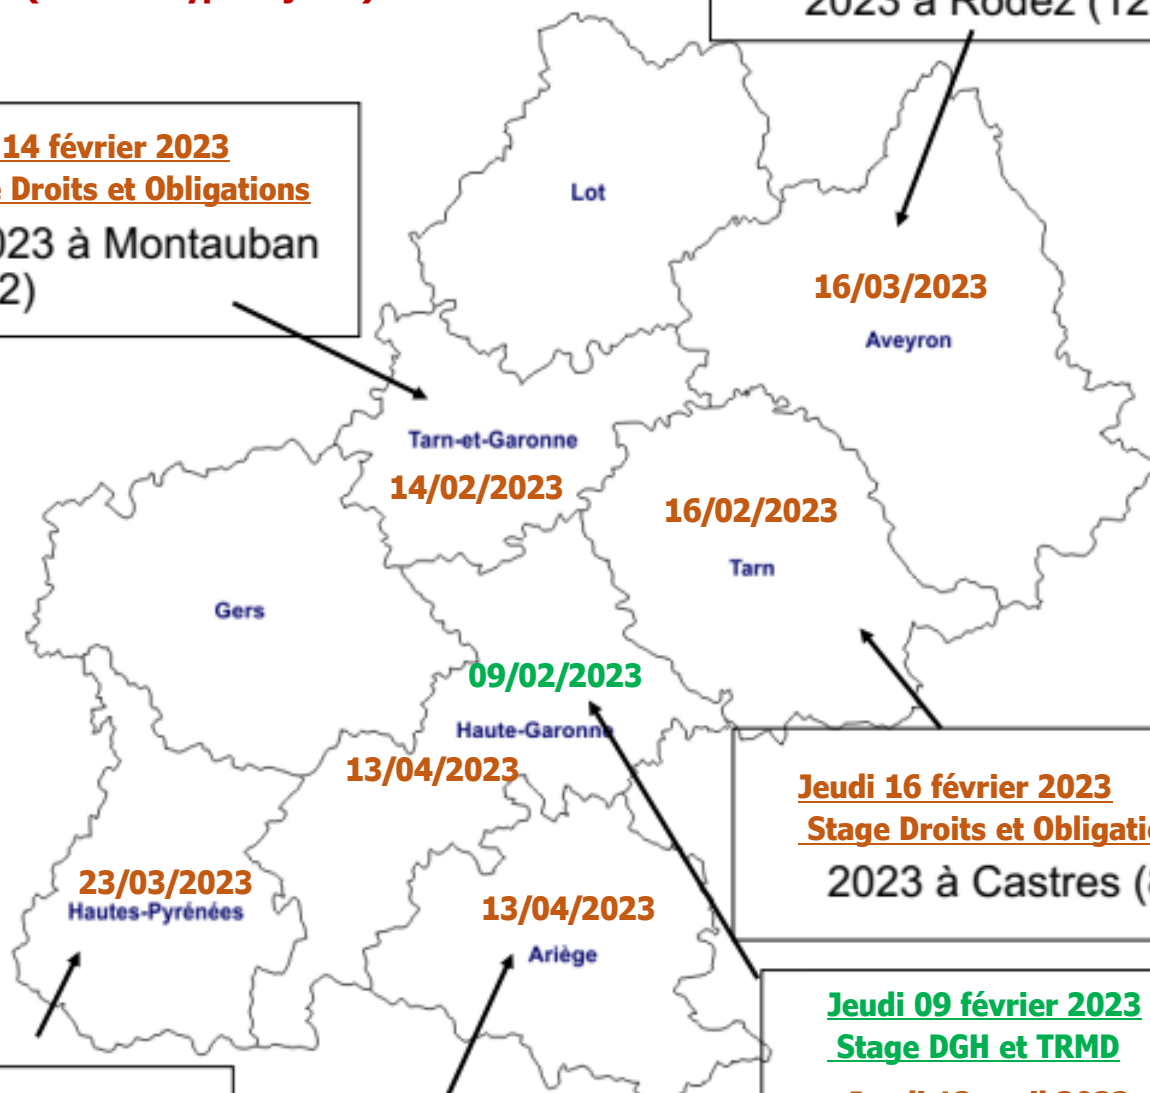 2023 à Rodez (12
14 février 2023
Droits et Obligations
023 à Montauban
2)
Lot
16/03/2023
Aveyron
Tarn-et-Garonne
14/02/2023
16/02/2023
Tarn
Gers
09/02/2023
Haute-Garonne
13/04/2023
Jeudi 16 février 2023
Stage Droits et Obligati
2023 à Castres (
23/03/2023
Hautes-Pyrénées
13/04/2023
Ariège
Jeudi 09 février 2023
Stage DGH et TRMD